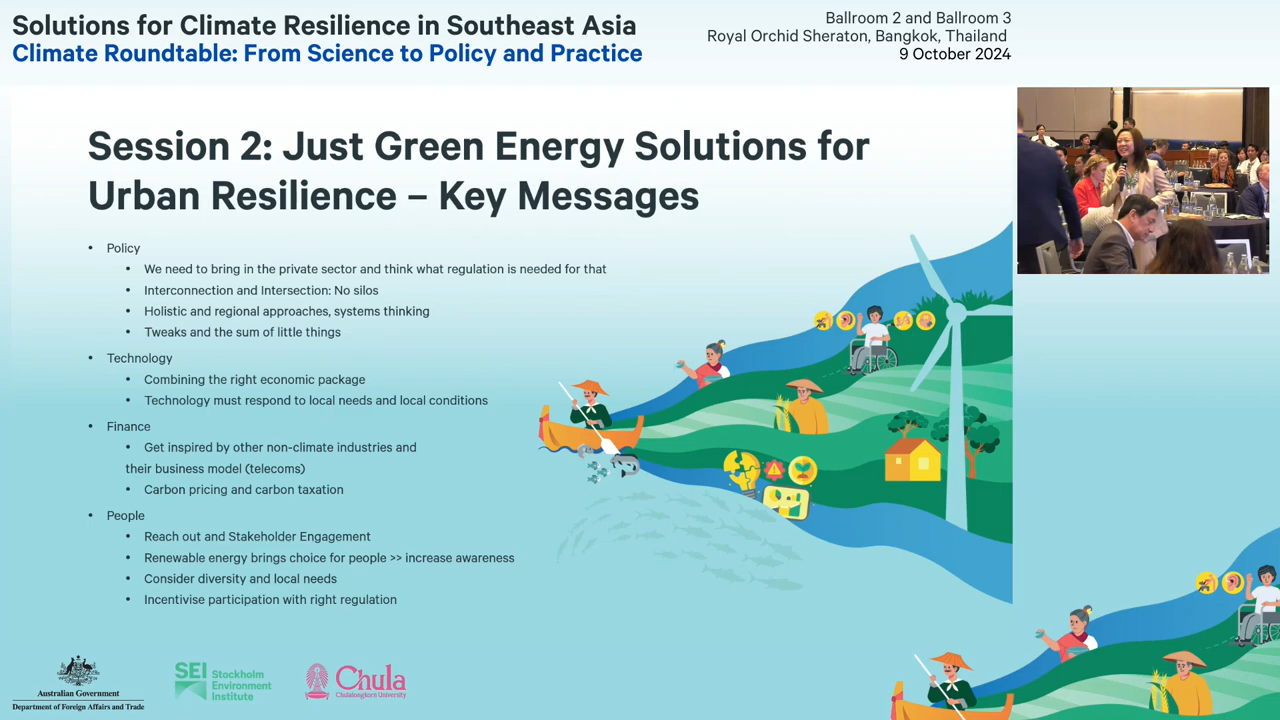 Solutions for Climate Resilience in Southeast Asia
Climate Roundtable: From Science to Policy and Practice
Ballroom 2 and Ballroom 3
Royal Orchid Sheraton, Bangkok, Thailand
9 October 2024
Session 2: Just Green Energy Solutions for
Urban Resilience – Key Messages
• Policy
• We need to bring in the private sector and think what regulation is needed for that
• Interconnection and Intersection: No silos
• Holistic and regional approaches, systems thinking
• Tweaks and the sum of little things
• Technology
• Combining the right economic package
• Technology must respond to local needs and local conditions
• Finance
• Get inspired by other non-climate industries and
their business model (telecoms)
• Carbon pricing and carbon taxation
• People
• Reach out and Stakeholder Engagement
• Renewable energy brings choice for people >> increase awareness
• Consider diversity and local needs
• Incentivise participation with right regulation
Australian Government
Department of Foreign Affairs and Trade
SEI Stockholm
Environment
Institute
Chula
Chulalongkorn University